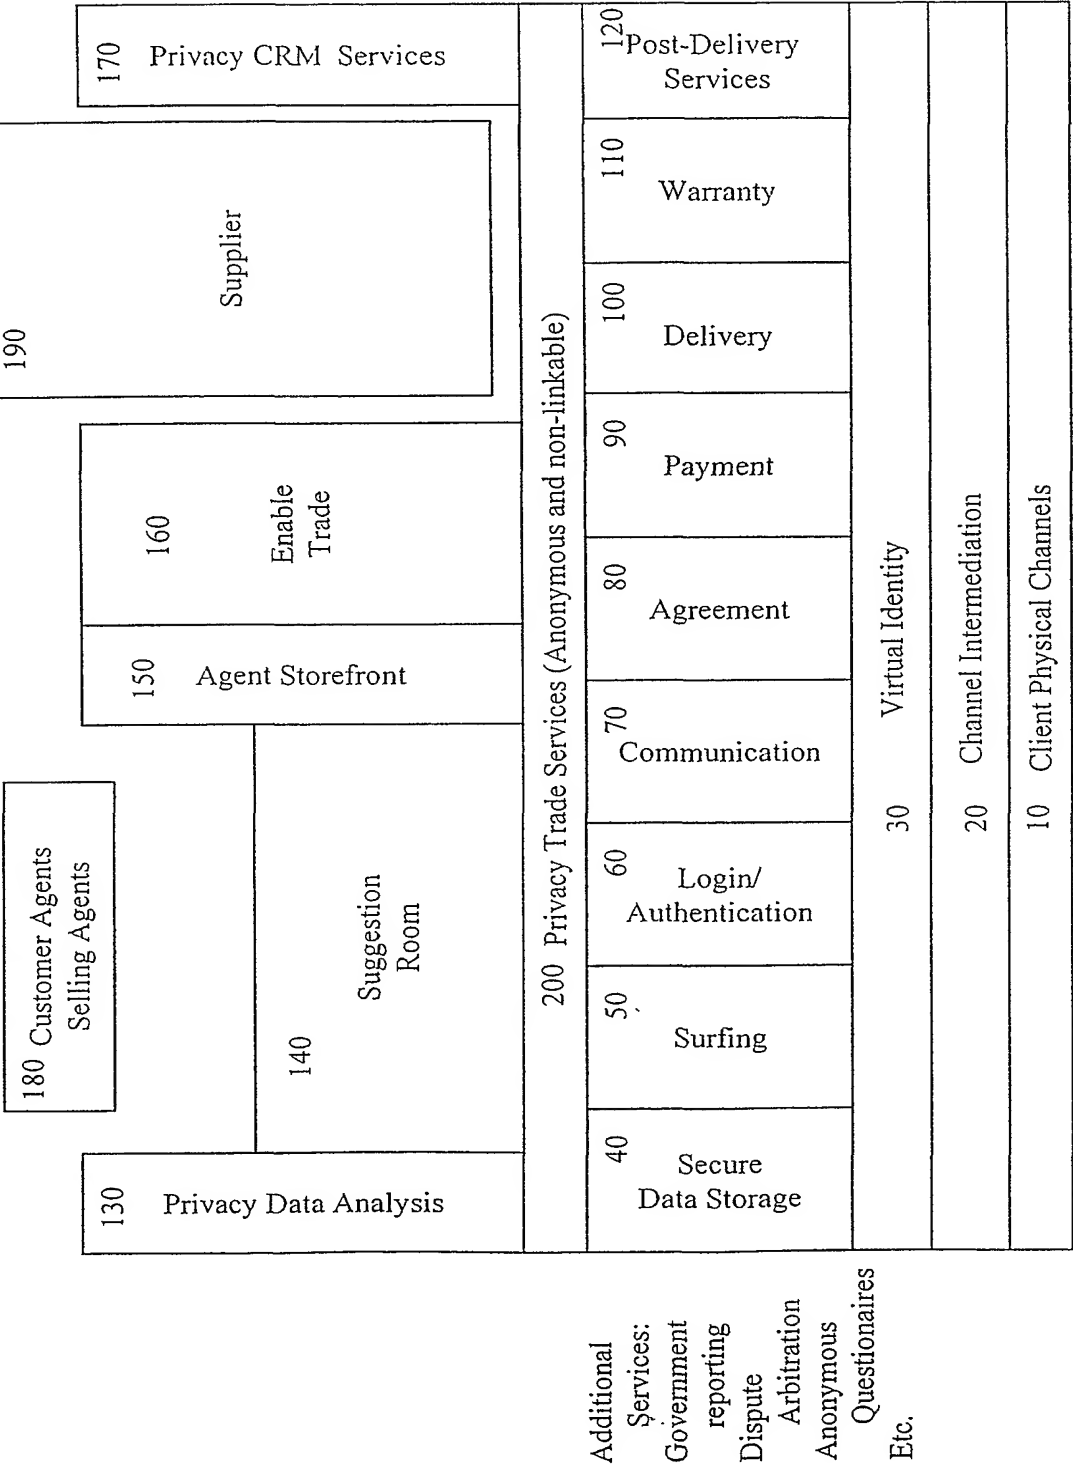 180 Customer Agents
Selling Agents
190
Supplier
130
Privacy Data Analysis
140
Suggestion
Room
150
Agent Storefront
160
Enable
Trade
170
Privacy CRM Services
200 Privacy Trade Services (Anonymous and non-linkable)
40
Secure
Data Storage
50
Surfing
60
Login/
Authentication
70
Communication
80
Agreement
90
Payment
100
Delivery
110
Warranty
120
Post-Delivery
Services
30 Virtual Identity
20 Channel Intermediation
10 Client Physical Channels
Additional
Services:
Government
reporting
Dispute
Arbitration
Anonymous
Questionaires
Etc.